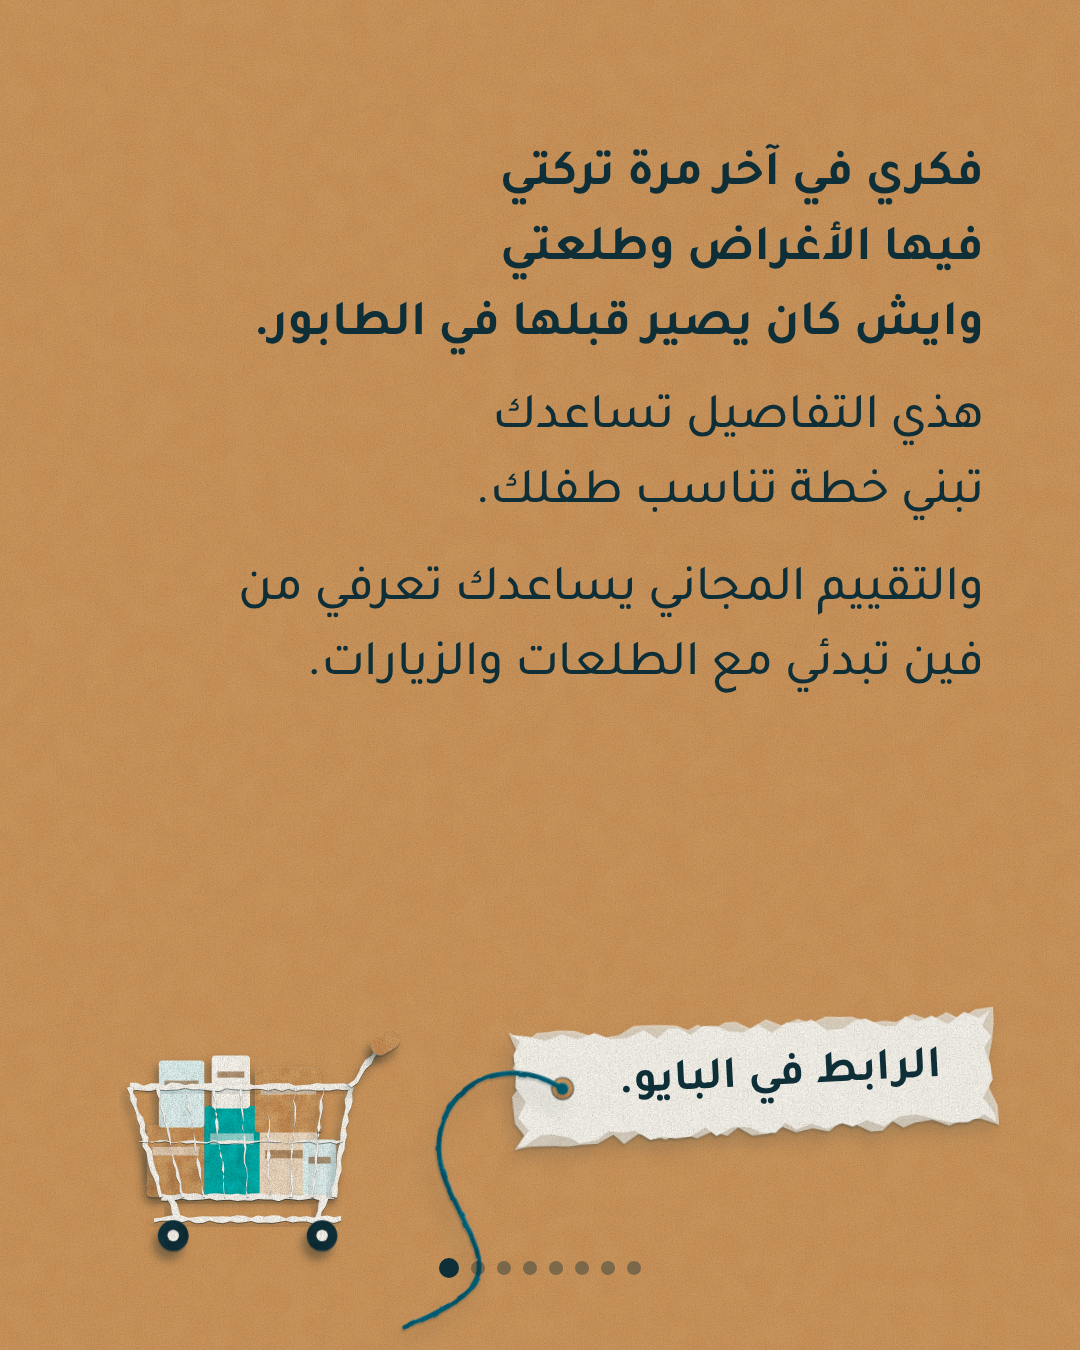 فكري في آخر مرة تركتي
فيها الأغراض وطلعتي
وايش كان يصير قبلها في الطابور.
هذي التفاصيل تساعدك
تبني خطة تناسب طفلك.
والتقييم المجاني يساعدك تعرفي من
فين تبدئي مع الطلعات والزيارات.
الرابط في البايو.